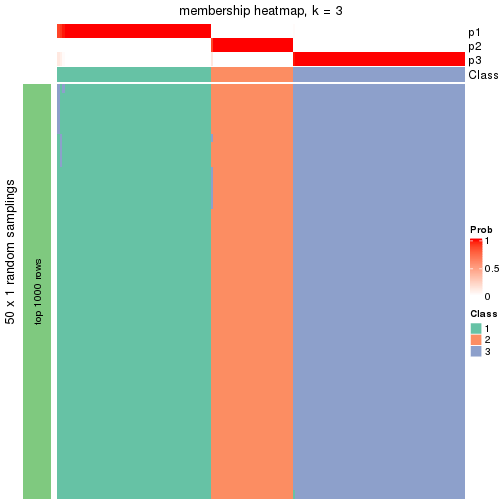 membership heatmap, k = 3
p1
p2
p3
Class
50 x 1 random samplings
top 1000 rows
Prob
1
0.5
0
Class
1
2
3